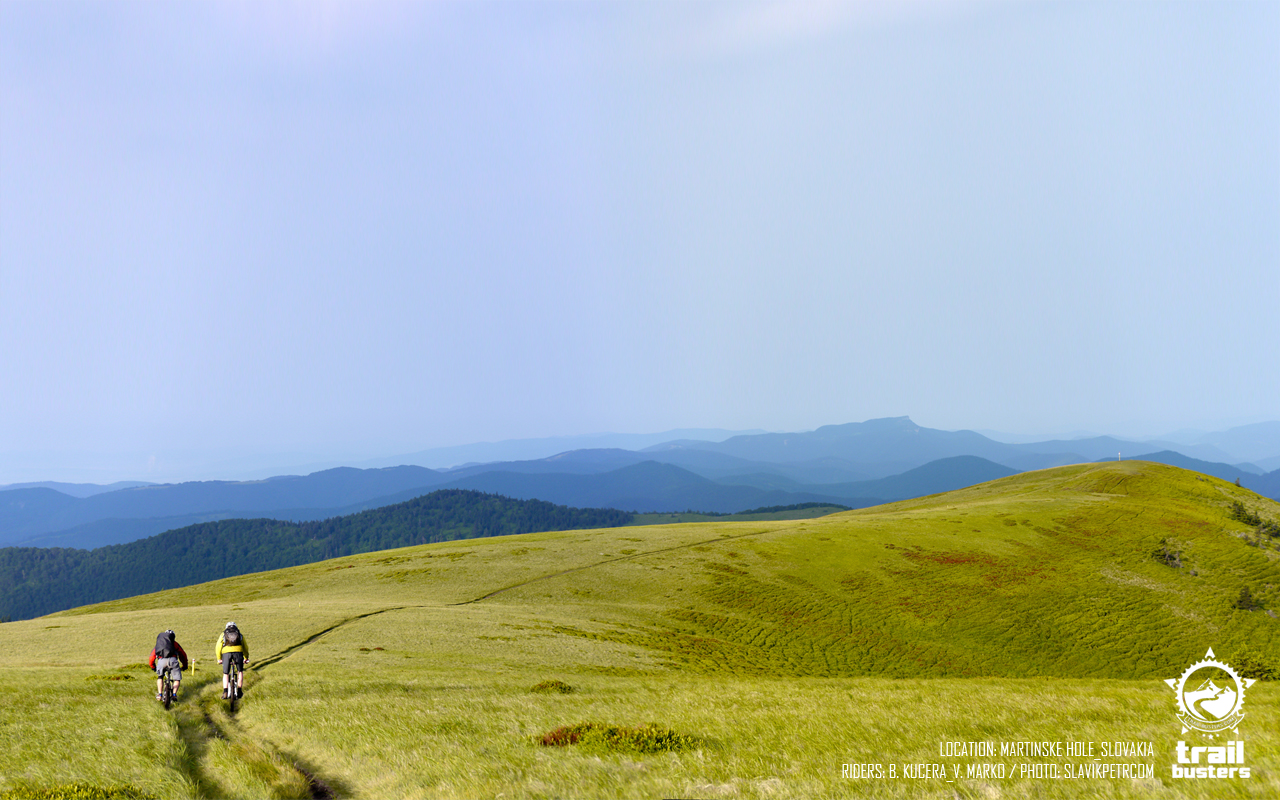 LOCATION: MARTINSKE HOLE_SLOVAKIA
RIDERS: B. KUCERA_V. MARKO / PHOTO: SLAVIKPETR.COM
trail
busters